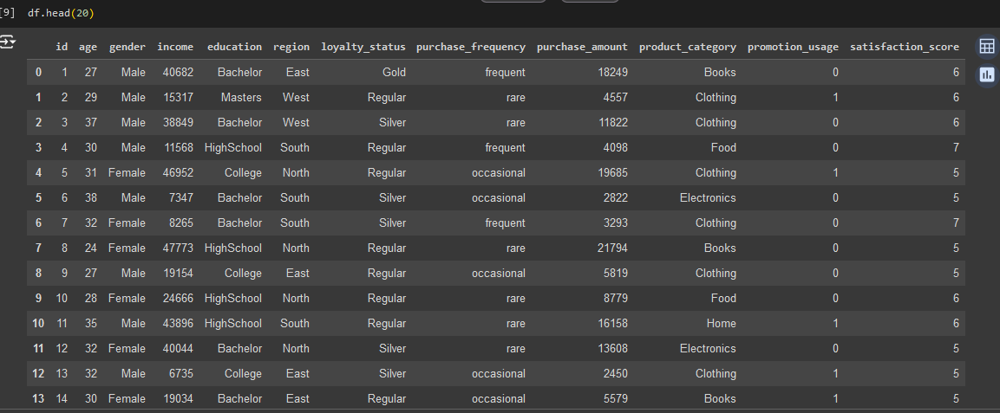 [9] df.head(20)
id age gender income education region loyalty_status purchase_frequency purchase_amount product_category promotion_usage satisfaction_score
0 1 27 Male 40682 Bachelor East Gold frequent 18249 Books 0 6
1 2 29 Male 15317 Masters West Regular rare 4557 Clothing 1 6
2 3 37 Male 38849 Bachelor West Silver rare 11822 Clothing 0 6
3 4 30 Male 11568 HighSchool South Regular frequent 4098 Food 0 7
4 5 31 Female 46952 College North Regular occasional 19685 Clothing 1 5
5 6 38 Male 7347 Bachelor South Silver occasional 2822 Electronics 0 5
6 7 32 Female 8265 Bachelor South Silver frequent 3293 Clothing 0 7
7 8 24 Female 47773 HighSchool North Regular rare 21794 Books 0 5
8 9 27 Male 19154 College East Regular occasional 5819 Clothing 0 5
9 10 28 Female 24666 HighSchool North Regular rare 8779 Food 0 6
10 11 35 Male 43896 HighSchool South Regular rare 16158 Home 1 6
11 12 32 Female 40044 Bachelor North Silver rare 13608 Electronics 0 5
12 13 32 Male 6735 College East Silver occasional 2450 Clothing 1 5
13 14 30 Female 19034 Bachelor East Regular occasional 5579 Books 1 5